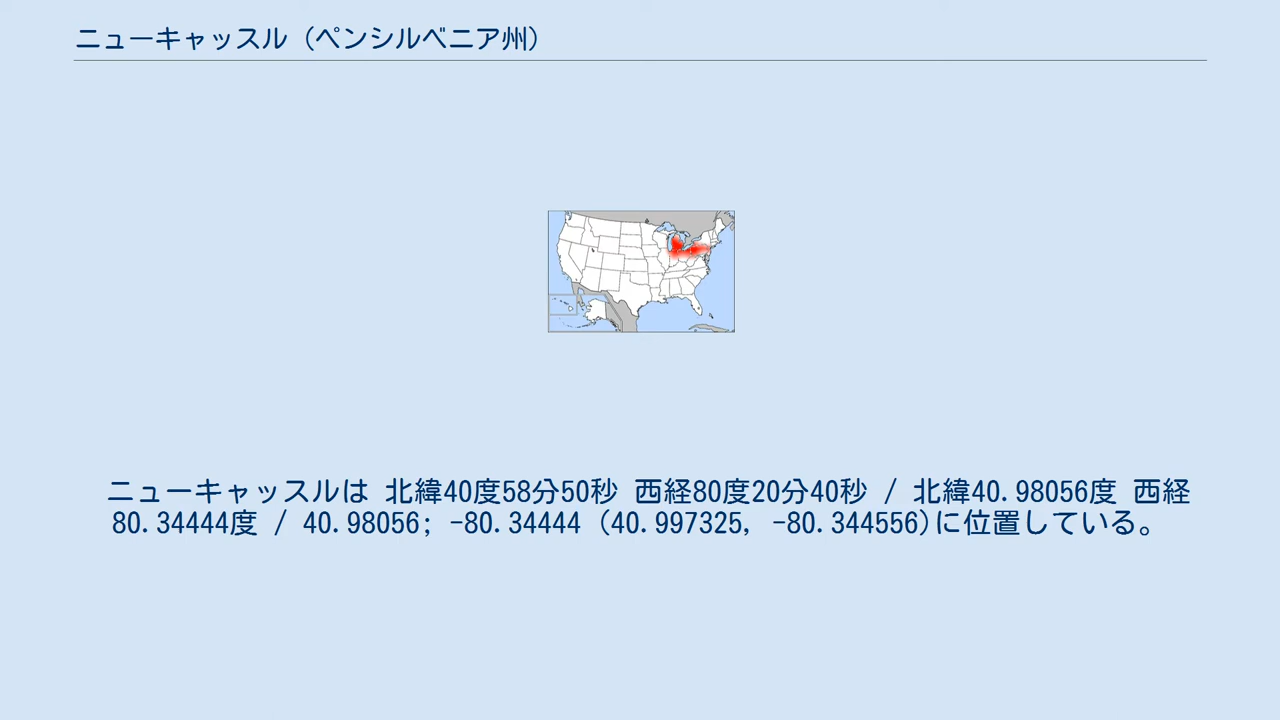 ニューキャッスル (ペンシルベニア州)
ニューキャッスルは 北緯40度58分50秒 西経80度20分40秒 / 北緯40.98056度 西経
80.34444度 / 40.98056; -80.34444 (40.997325, -80.344556)に位置している。